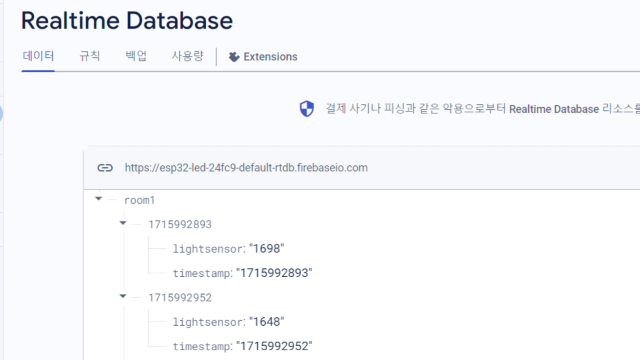 Realtime Database
데이터 규칙 백업 사용량 Extensions
결제 사기나 피싱과 같은 악용으로부터 Realtime Database 리소스를
https://esp32-led-24fc9-default-rtdb.firebaseio.com
room1
1715992893
lightsensor: "1698"
timestamp: "1715992893"
1715992952
lightsensor: "1648"
timestamp: "1715992952"